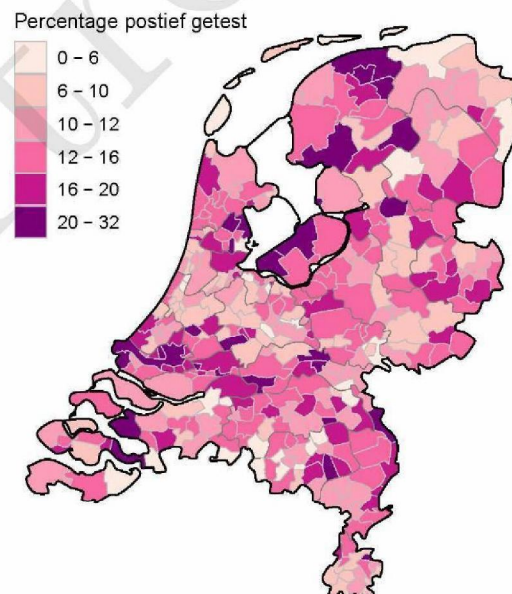 Percentage postief getest
0 – 6
6 – 10
10 – 12
12 – 16
16 – 20
20 – 32